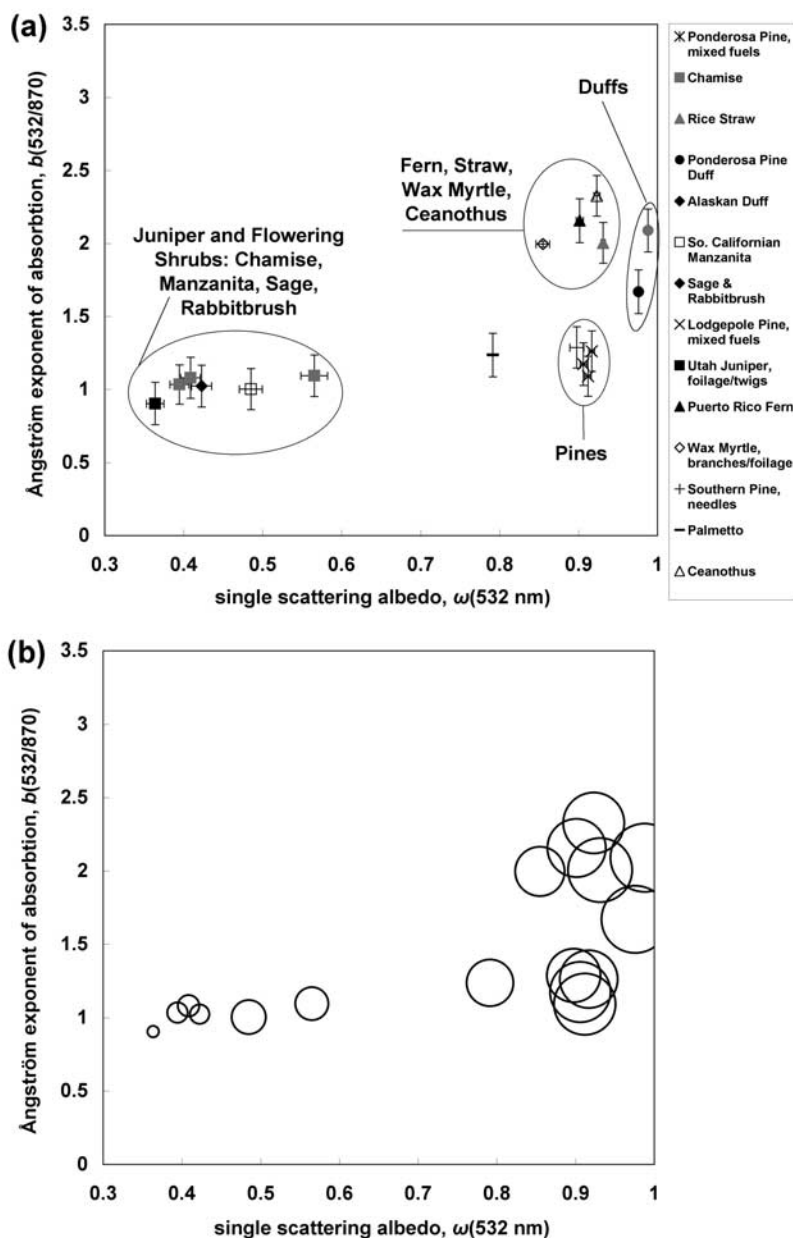 (a)
3.5
3
2.5
2
1.5
1
0.5
0
Ångström exponent of absorbtion, b(532/870)
Duffs
Fern, Straw,
Wax Myrtle,
Ceanothus
Juniper and Flowering
Shrubs: Chamise,
Manzanita, Sage,
Rabbitbrush
Pines
0.3 0.4 0.5 0.6 0.7 0.8 0.9 1
single scattering albedo, ω(532 nm)
Ponderosa Pine,
mixed fuels
Chamise
Rice Straw
Ponderosa Pine
Duff
Alaskan Duff
So. Californian
Manzanita
Sage &
Rabbitbrush
Lodgepole Pine,
mixed fuels
Utah Juniper,
foliage/twigs
Puerto Rico Fern
Wax Myrtle,
branches/foliage
Southern Pine,
needles
Palmetto
Ceanothus
(b)
3.5
3
2.5
2
1.5
1
0.5
0
Ångström exponent of absorbtion, b(532/870)
0.3 0.4 0.5 0.6 0.7 0.8 0.9 1
single scattering albedo, ω(532 nm)